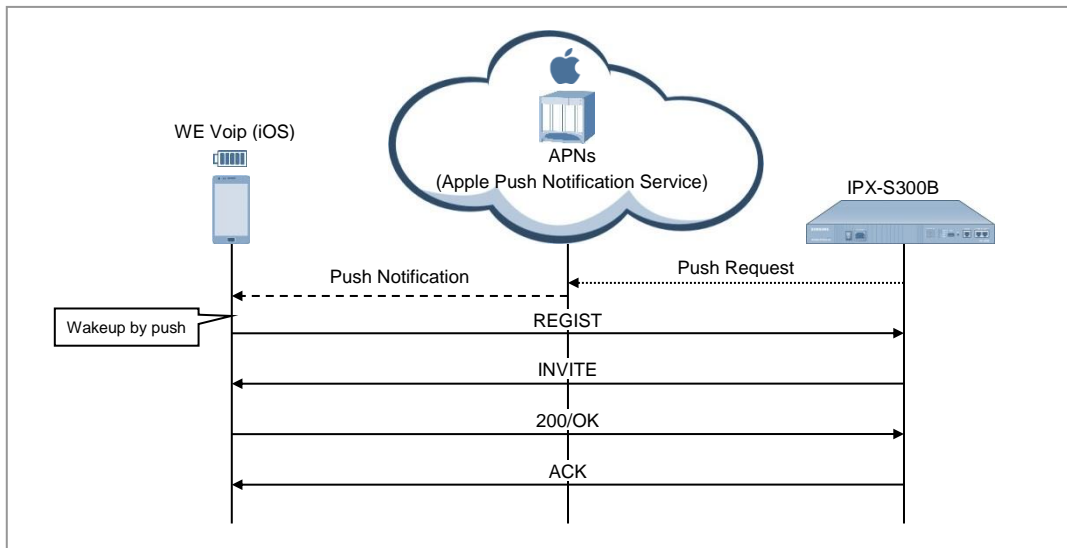 WE Voip (iOS)
APNs
(Apple Push Notification Service)
IPX-S300B
SAMSUNG
Push Request
Push Notification
Wakeup by push
REGIST
INVITE
200/OK
ACK